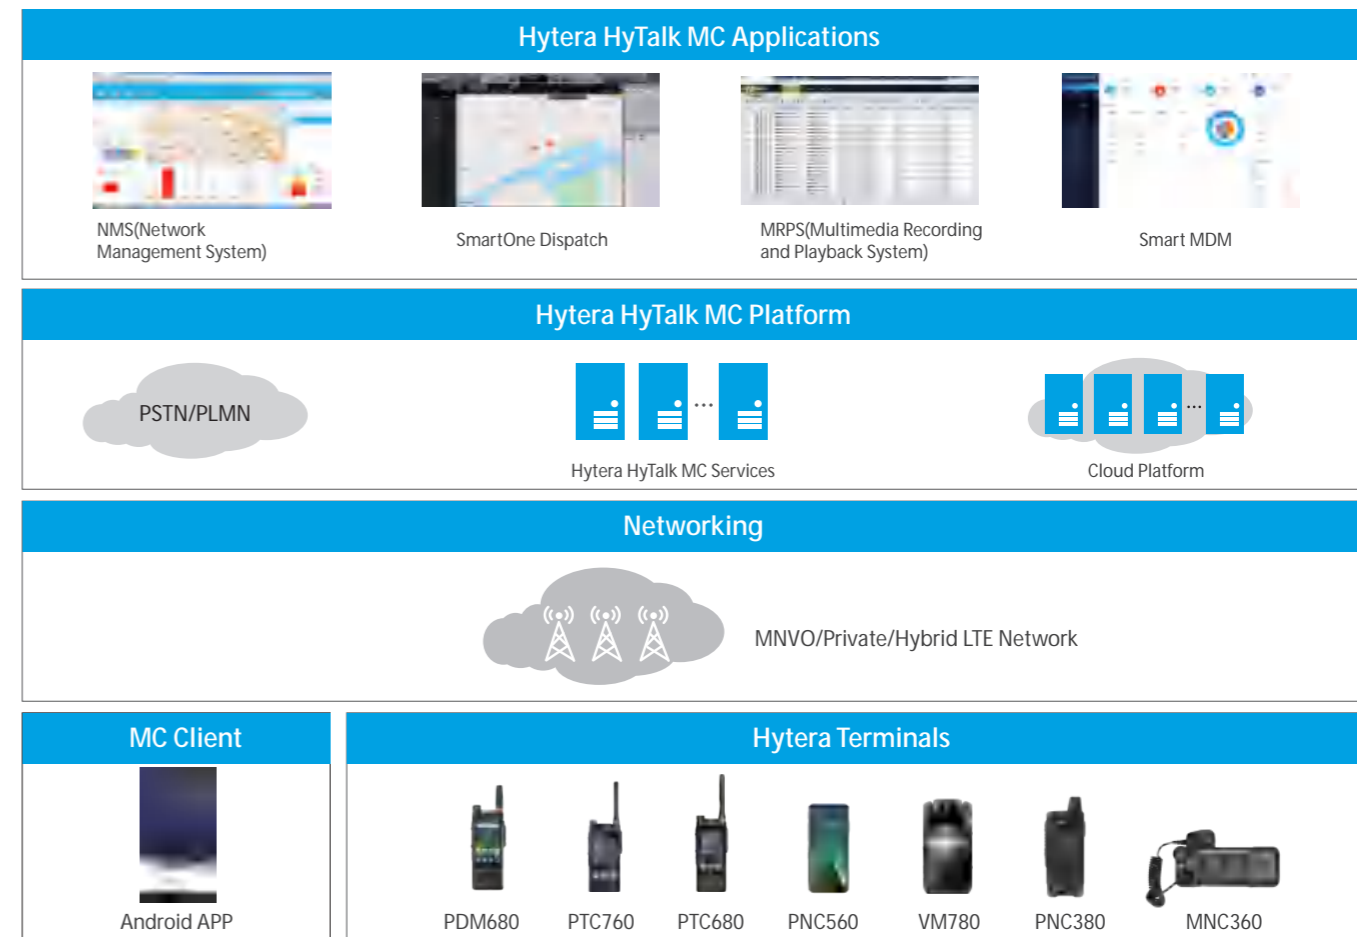 Hytera HyTalk MC Applications
NMS(Network
Management System)
SmartOne Dispatch
MRPS(Multimedia Recording
and Playback System)
Smart MDM
Hytera HyTalk MC Platform
PSTN/PLMN
...
...
Hytera HyTalk MC Services
Cloud Platform
Networking
MNVO/Private/Hybrid LTE Network
MC Client
Android APP
Hytera Terminals
PDM680
PTC760
PTC680
PNC560
VM780
PNC380
MNC360